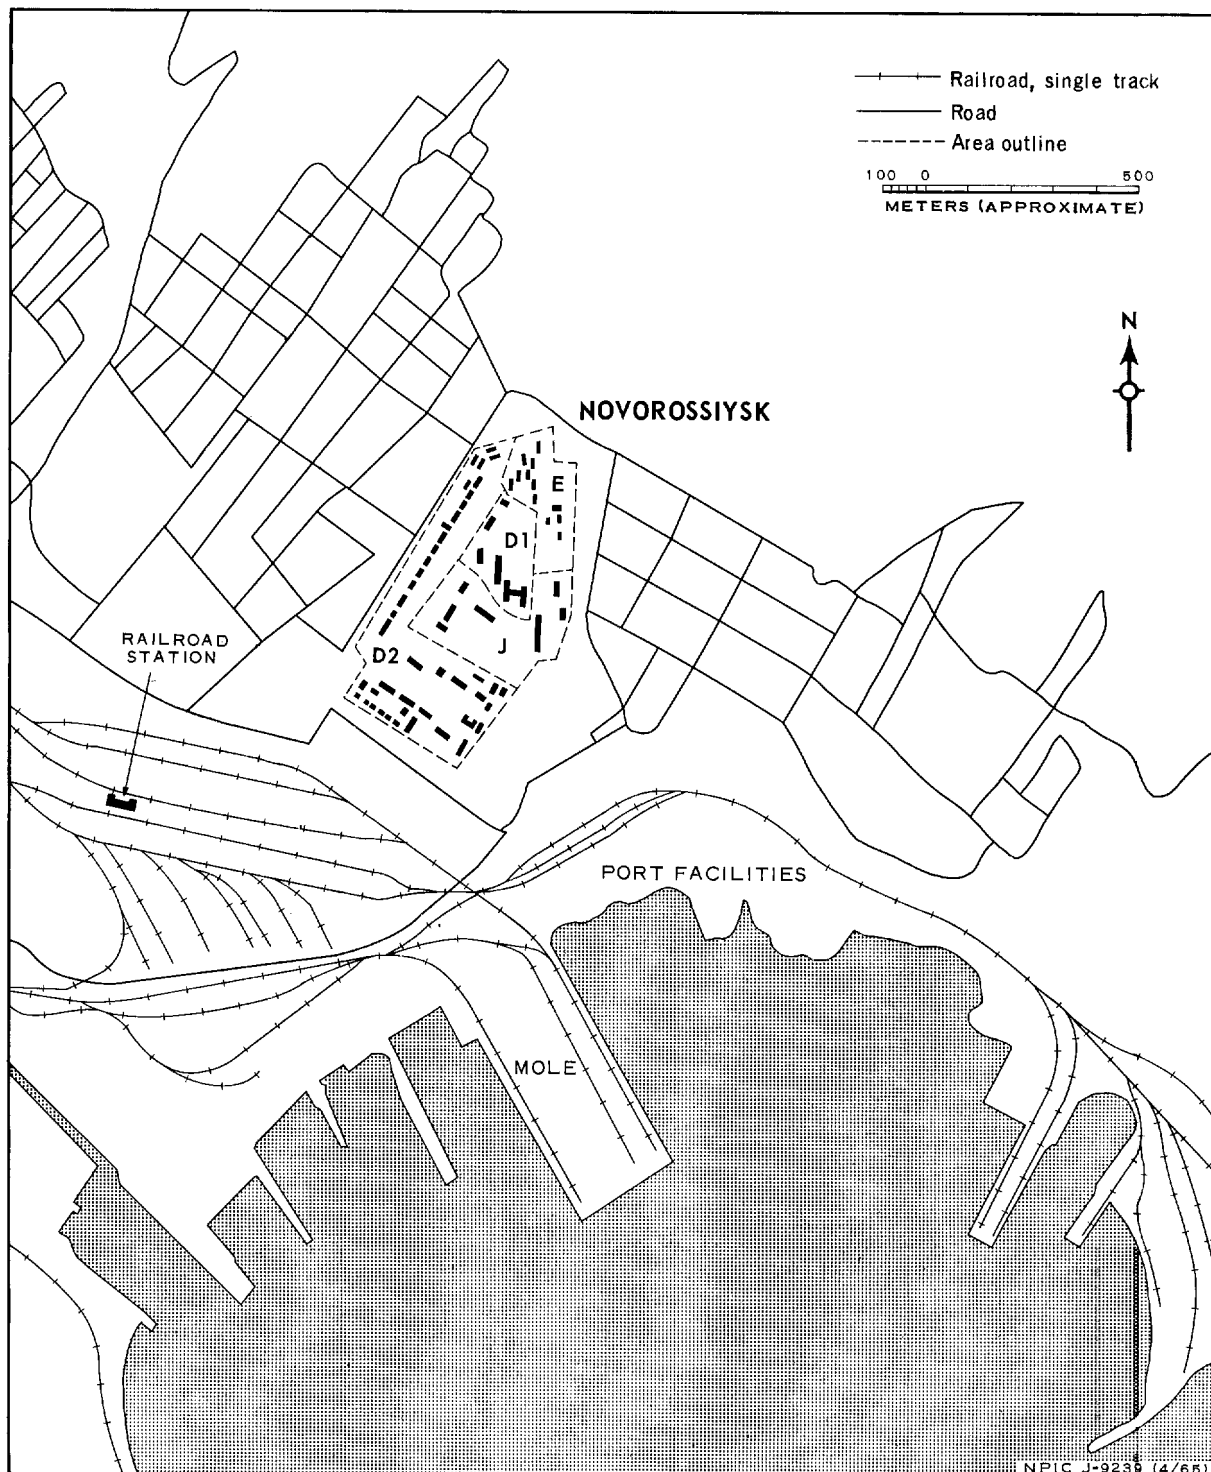 Railroad, single track
Road
Area outline
100 0 500
METERS (APPROXIMATE)
N
NOVOROSSIYSK
E
D1
RAILROAD
STATION
J
D2
PORT FACILITIES
MOLE
NPIC J-9239 (4/65)